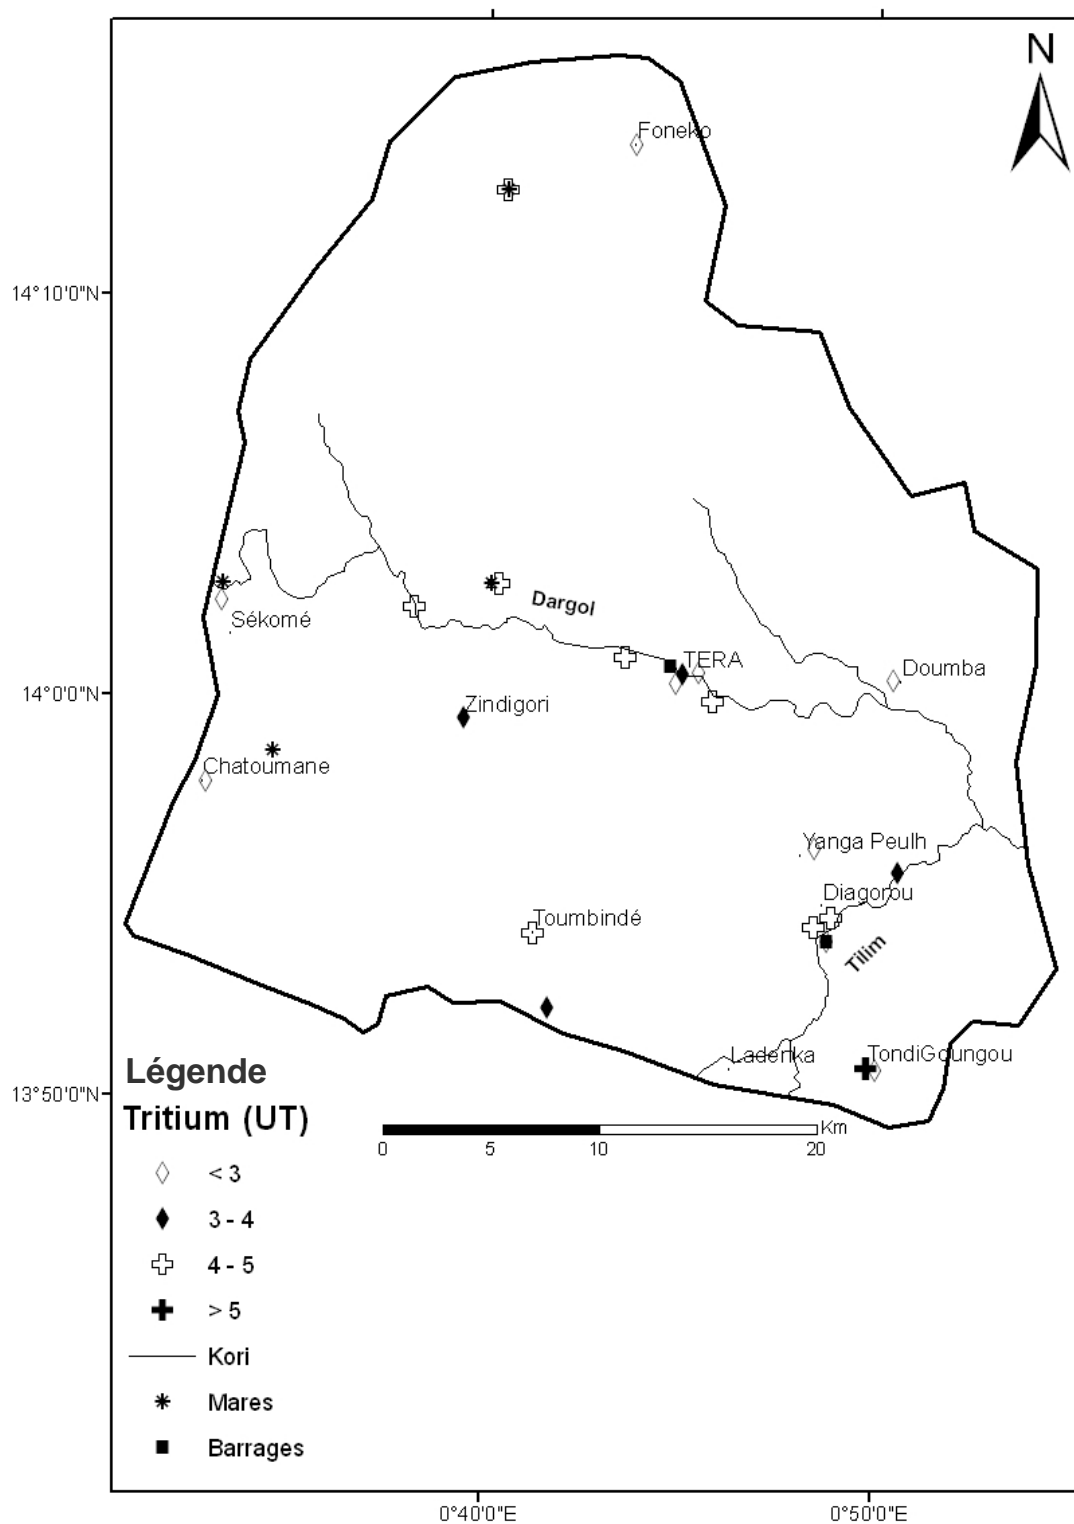 N
Foneko
14°10'0"N
Dargol
Sékomé
TERA
Doumba
14°0'0"N
Zindigori
Chatoumane
Yanga Peulh
Diagorou
Toumbindé
Tilim
Ladenka
TondiGoungou
Légende
13°50'0"N
Tritium (UT)
Km
0 5 10 20
< 3
3 - 4
4 - 5
> 5
Kori
Mares
Barrages
0°40'0"E 0°50'0"E